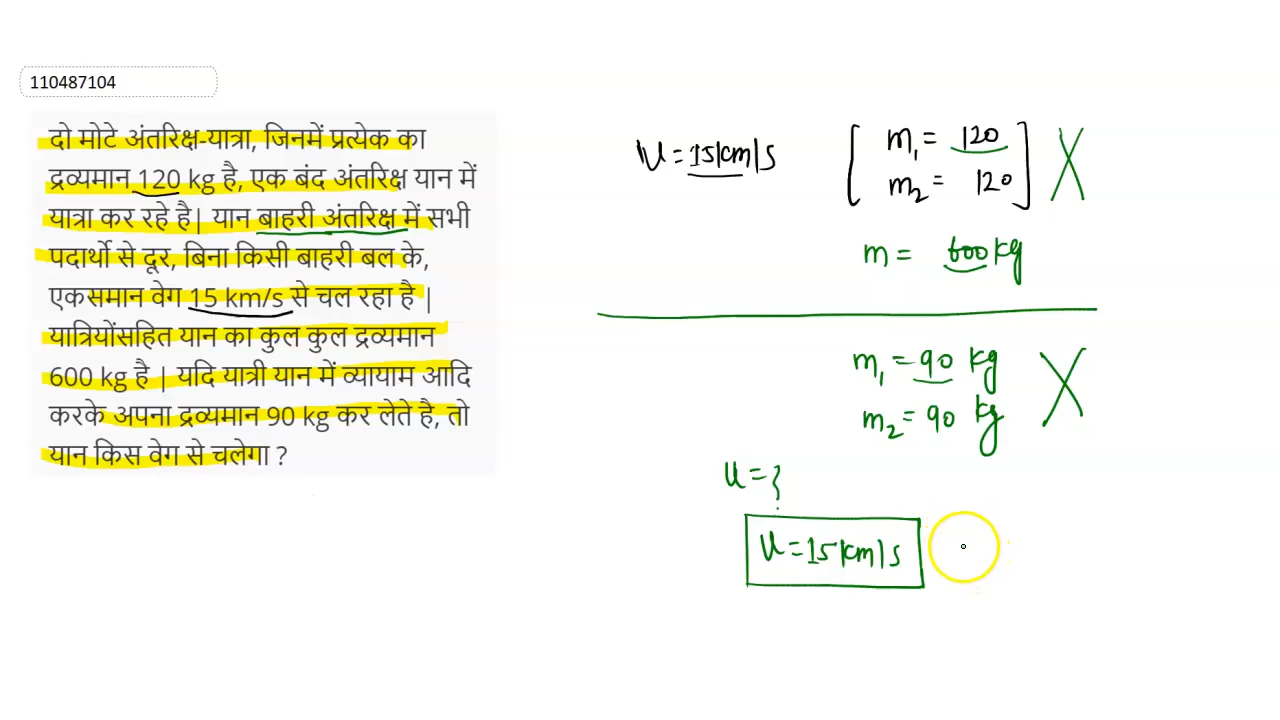 110487104
दो मोटे अंतरिक्ष-यात्रा, जिनमें प्रत्येक का
द्रव्यमान 120 kg है, एक बंद अंतरिक्ष यान में
यात्रा कर रहे है| यान बाहरी अंतरिक्ष में सभी
पदार्थो से दूर, बिना किसी बाहरी बल के,
एकसमान वेग 15 km/s से चल रहा है |
यात्रियोंसहित यान का कुल कुल द्रव्यमान
600 kg है | यदि यात्री यान में व्यायाम आदि
करके अपना द्रव्यमान 90 kg कर लेते है, तो
यान किस वेग से चलेगा ?
u = 15 km/s
m₁ = 120
m₂ = 120
m = 600 kg
m₁ = 90 kg
m₂ = 90 kg
u = ?
u = 15 km/s